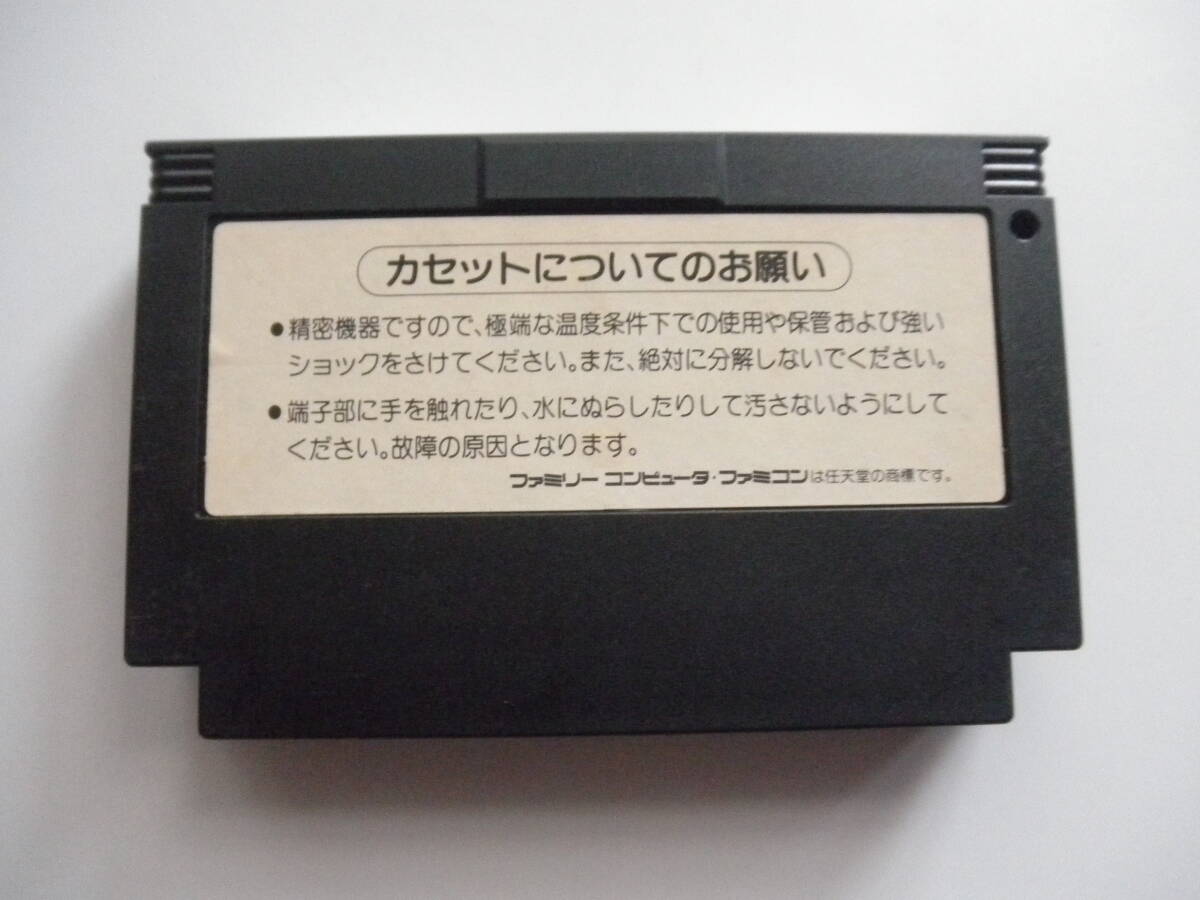 カセットについてのお願い
●精密機器ですので、極端な温度条件下での使用や保管および強い
ショックをさけてください。また、絶対に分解しないでください。
●端子部に手を触れたり、水にぬらしたりして汚さないようにして
ください。故障の原因となります。
ファミリー コンピュータ・ファミコンは任天堂の商標です。